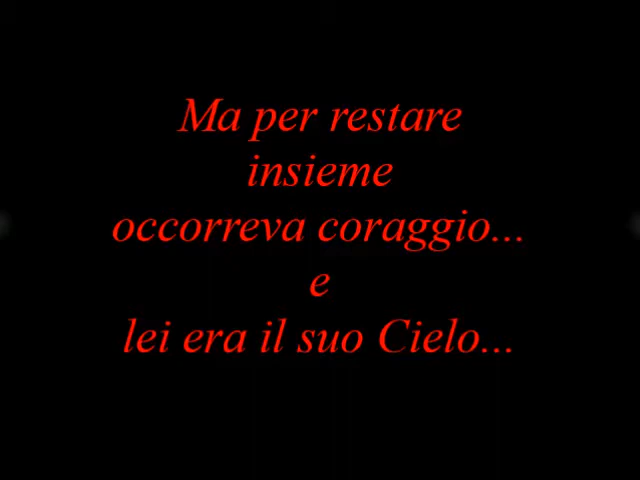 Ma per restare
insieme
occorreva coraggio...
e
lei era il suo Cielo...